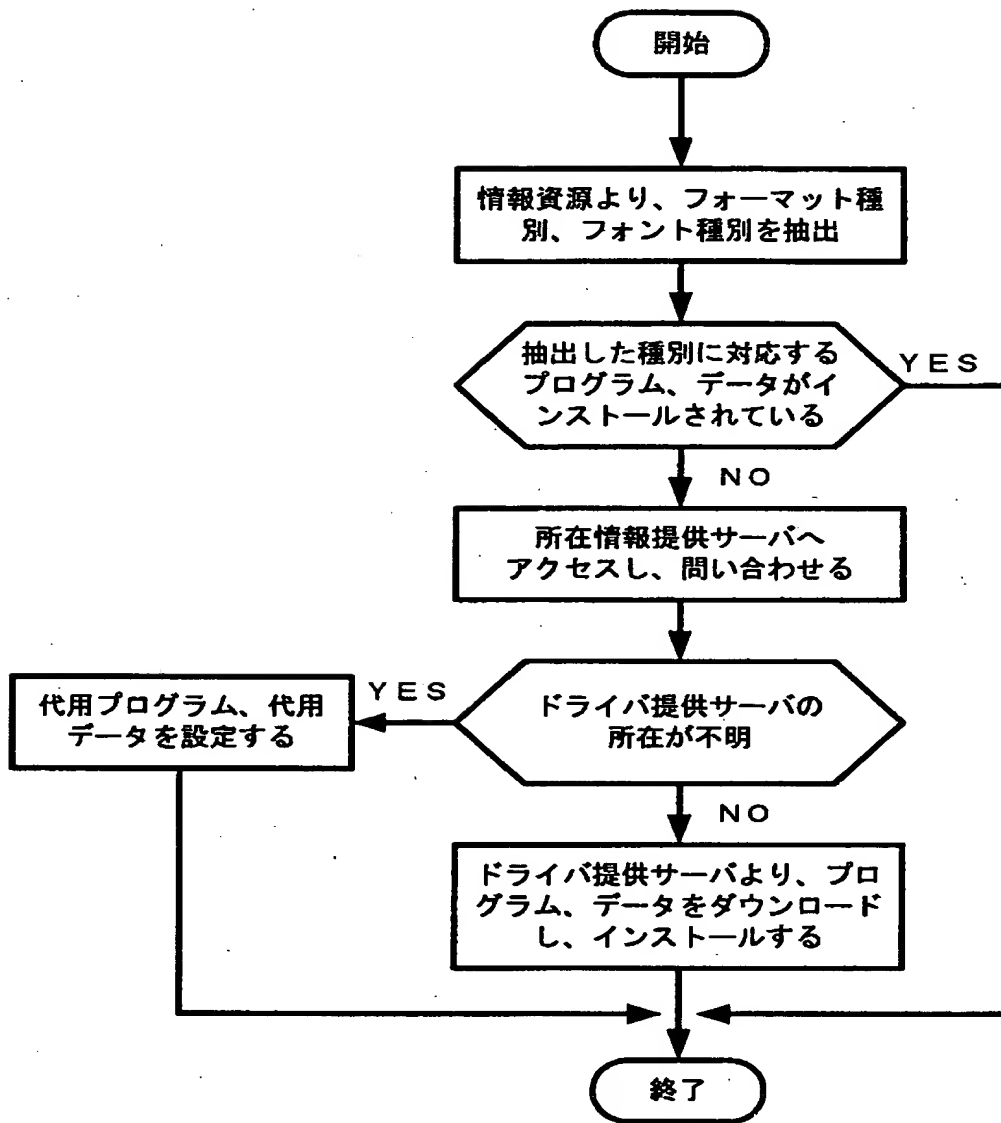 開始
情報資源より、フォーマット種
別、フォント種別を抽出
抽出した種別に対応する
プログラム、データがイ
ンストールされている
YES
NO
所在情報提供サーバへ
アクセスし、問い合わせる
ドライバ提供サーバの
所在が不明
YES
代用プログラム、代用
データを設定する
NO
ドライバ提供サーバより、プロ
グラム、データをダウンロード
し、インストールする
終了